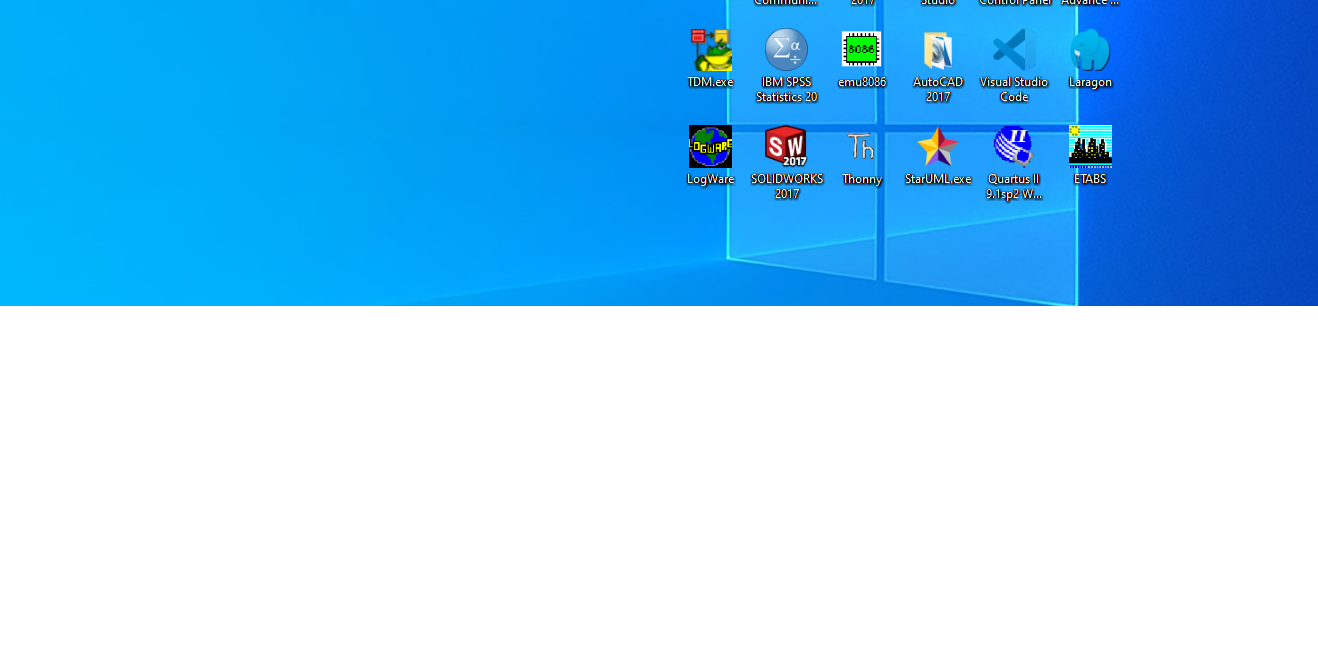 Communi... 2017 Studio Control Panel Advance ...
TDM.exe
IBM SPSS
Statistics 20
8086
emu8086
AutoCAD
2017
Visual Studio
Code
Laragon
LOGWARE
LogWare
SW
2017
SOLIDWORKS
2017
Th
Thonny
StarUML.exe
II
Quartus II
9.1sp2 W...
ETABS